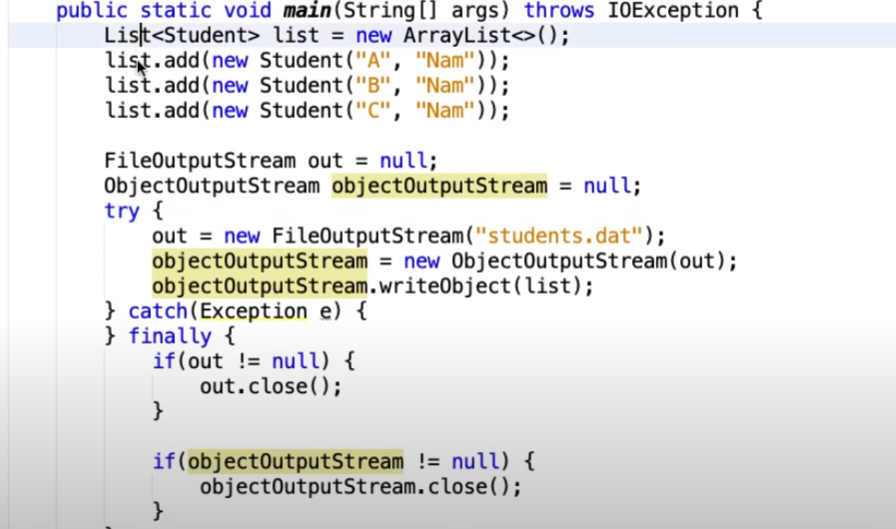 public static void main(String[] args) throws IOException {
List<Student> list = new ArrayList<>();
list.add(new Student("A", "Nam"));
list.add(new Student("B", "Nam"));
list.add(new Student("C", "Nam"));
FileOutputStream out = null;
ObjectOutputStream objectOutputStream = null;
try {
out = new FileOutputStream("students.dat");
objectOutputStream = new ObjectOutputStream(out);
objectOutputStream.writeObject(list);
} catch(Exception e) {
} finally {
if(out != null) {
out.close();
}
if(objectOutputStream != null) {
objectOutputStream.close();
}